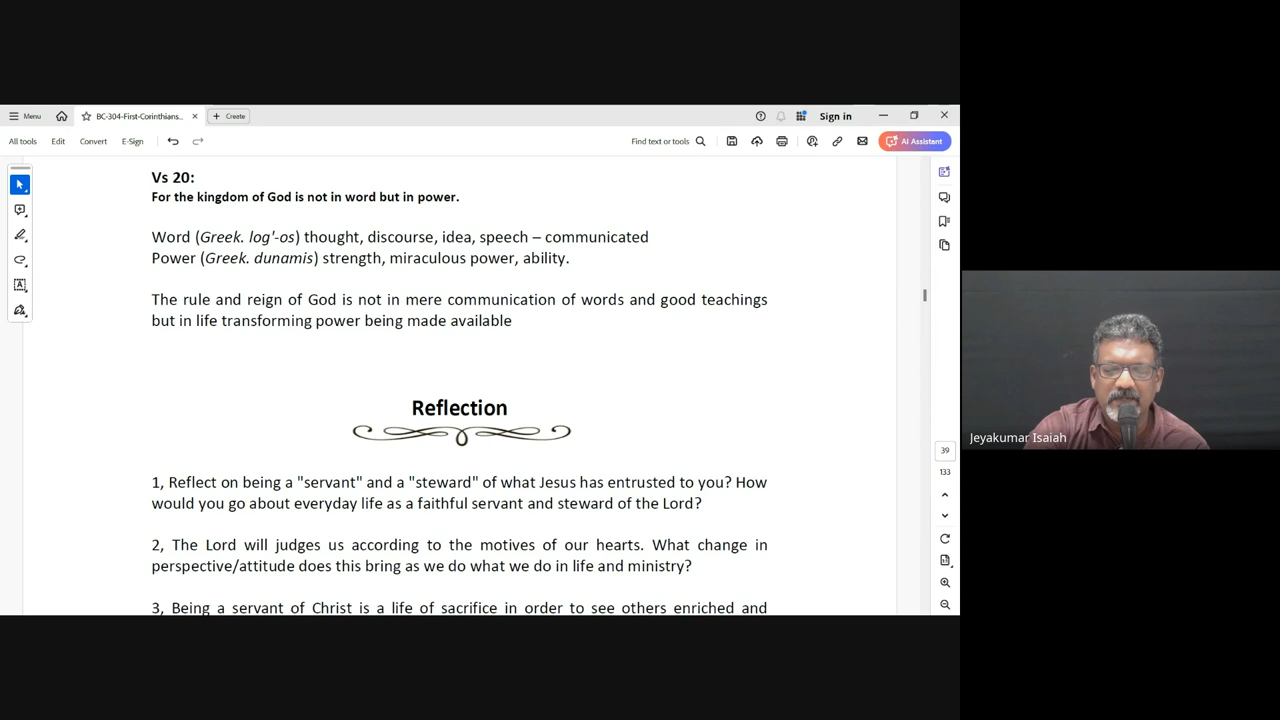 Menu
BC-304-First-Corinthians...
Create
Sign in
All tools
Edit
Convert
E-Sign
Find text or tools
AI Assistant
Vs 20:
For the kingdom of God is not in word but in power.
Word (Greek. log'-os) thought, discourse, idea, speech – communicated
Power (Greek. dunamis) strength, miraculous power, ability.
The rule and reign of God is not in mere communication of words and good teachings
but in life transforming power being made available
Reflection
1, Reflect on being a "servant" and a "steward" of what Jesus has entrusted to you? How
would you go about everyday life as a faithful servant and steward of the Lord?
2, The Lord will judges us according to the motives of our hearts. What change in
perspective/attitude does this bring as we do what we do in life and ministry?
3, Being a servant of Christ is a life of sacrifice in order to see others enriched and
39
133
Jeyakumar Isaiah